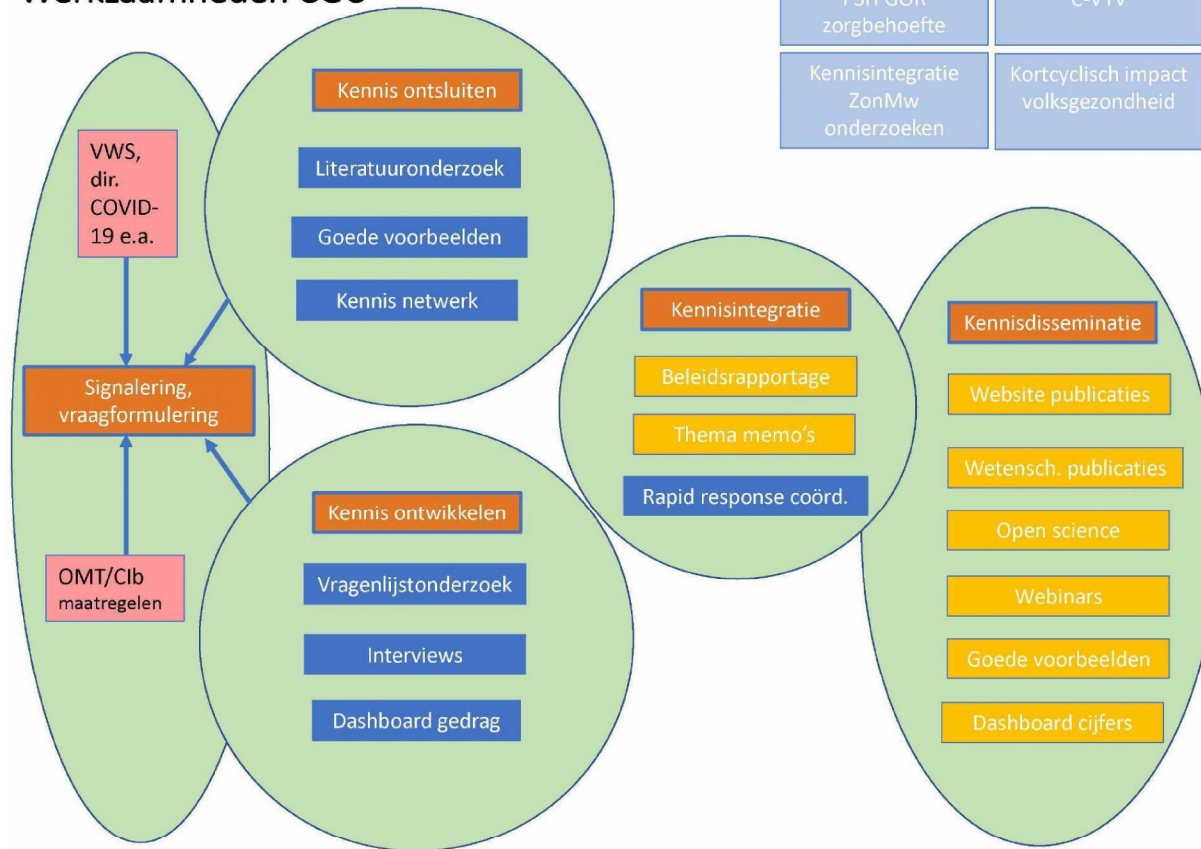 Werkzaamheden
zorgbehoefte
Kennisintegratie
ZonMw
onderzoeken
Kortcyclisch impact
volksgezondheid
VWS,
dir.
COVID-
19 e.a.
Signalering,
vraagformulering
OMT/CIb
maatregelen
Kennis ontsluiten
Literatuuronderzoek
Goede voorbeelden
Kennis netwerk
Kennis ontwikkelen
Vragenlijstonderzoek
Interviews
Dashboard gedrag
Kennisintegratie
Beleidsrapportage
Thema memo's
Rapid response coörd.
Kennisdisseminatie
Website publicaties
Wetensch. publicaties
Open science
Webinars
Goede voorbeelden
Dashboard cijfers